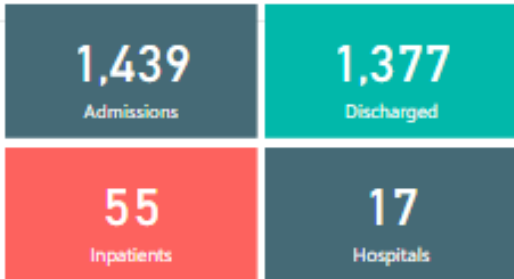 1,439
Admissions
1,377
Discharged
55
Inpatients
17
Hospitals